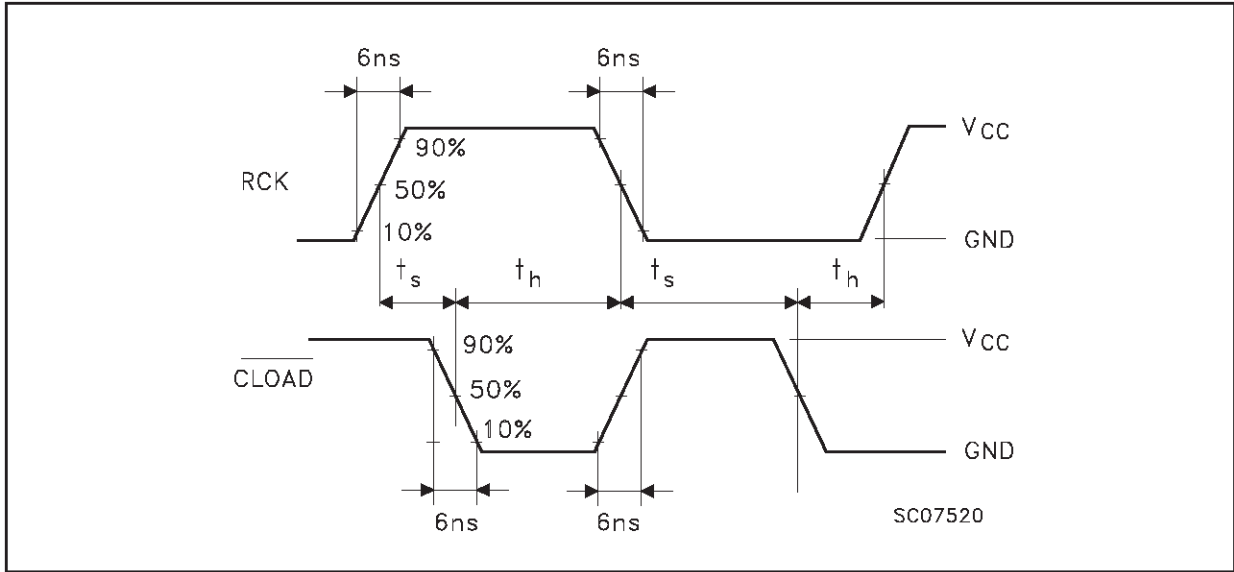 6ns 6ns
VCC
90%
RCK
50%
10%
GND
ts th ts th
90%
VCC
CLOAD
50%
10%
GND
6ns 6ns
SC07520